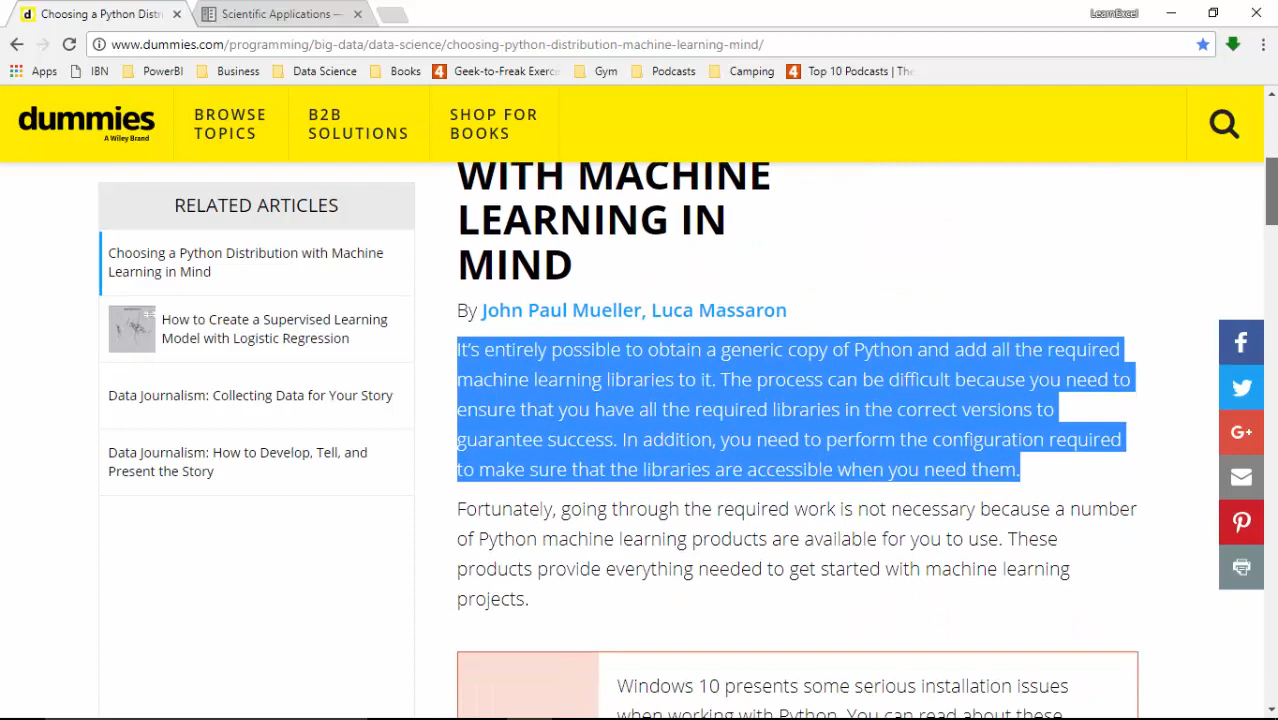 Choosing a Python Distri
Scientific Applications —
LearnExcel
www.dummies.com/programming/big-data/data-science/choosing-python-distribution-machine-learning-mind/
Apps
IBN
PowerBI
Business
Data Science
Books
Geek-to-Freak Exerci
Gym
Podcasts
Camping
Top 10 Podcasts | The
dummies
A Wiley Brand
BROWSE
TOPICS
B2B
SOLUTIONS
SHOP FOR
BOOKS
RELATED ARTICLES
Choosing a Python Distribution with Machine
Learning in Mind
How to Create a Supervised Learning
Model with Logistic Regression
Data Journalism: Collecting Data for Your Story
Data Journalism: How to Develop, Tell, and
Present the Story
WITH MACHINE
LEARNING IN
MIND
By John Paul Mueller, Luca Massaron
It's entirely possible to obtain a generic copy of Python and add all the required
machine learning libraries to it. The process can be difficult because you need to
ensure that you have all the required libraries in the correct versions to
guarantee success. In addition, you need to perform the configuration required
to make sure that the libraries are accessible when you need them.
Fortunately, going through the required work is not necessary because a number
of Python machine learning products are available for you to use. These
products provide everything needed to get started with machine learning
projects.
Windows 10 presents some serious installation issues
when working with Python. You can read about these